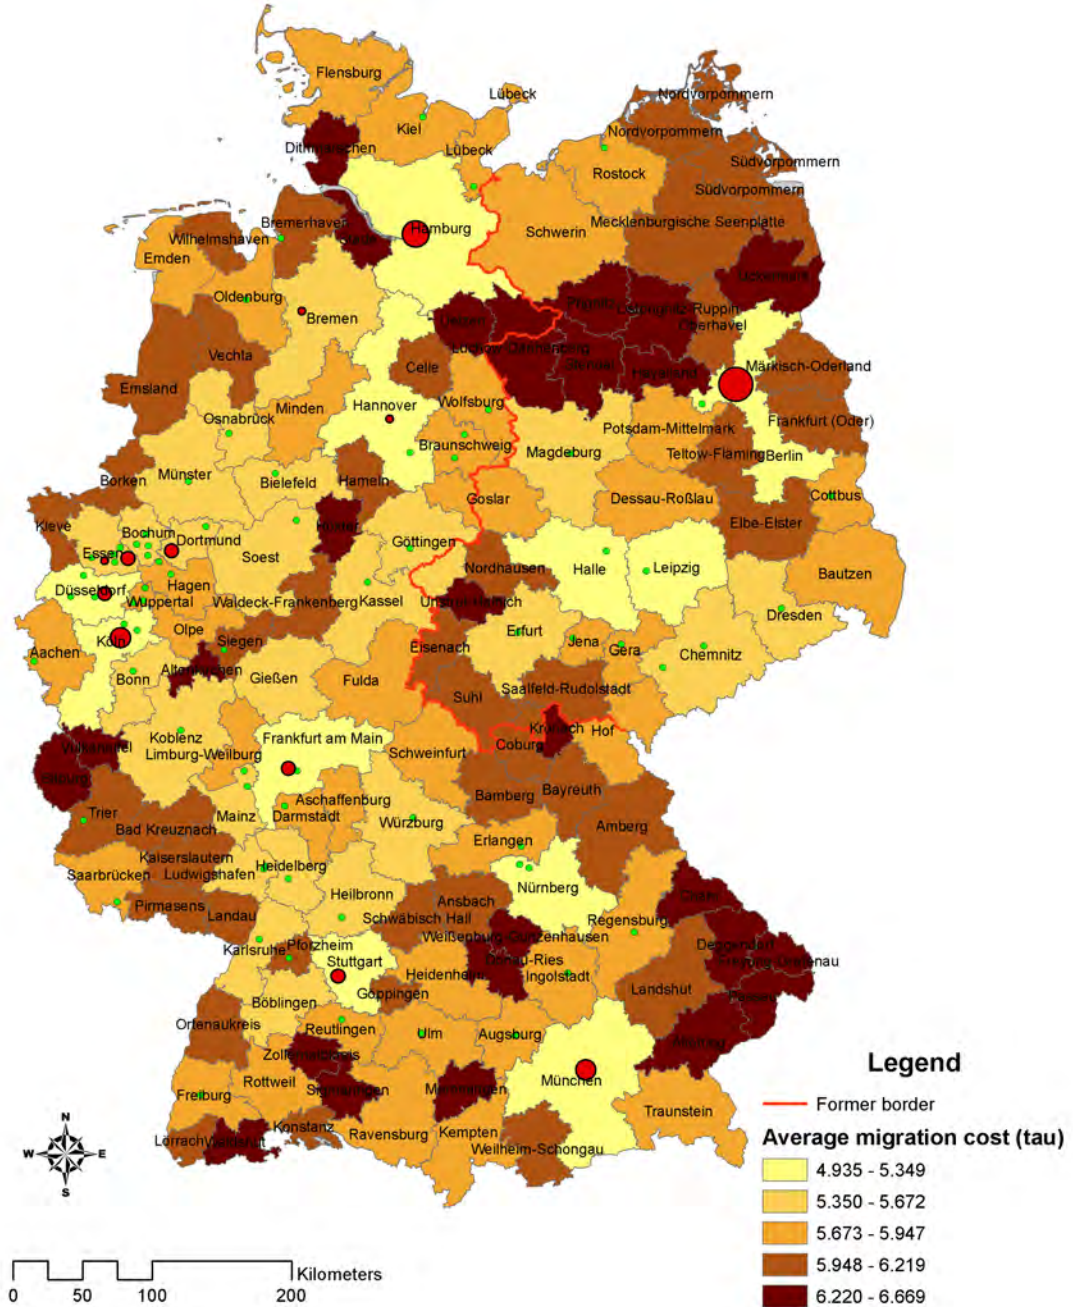 Flensburg
Lübeck
Nordvorpommern
Kiel
Nordvorpommern
Dithmarschen
Lübeck
Südvorpommern
Rostock
Südvorpommern
Bremerhaven
Mecklenburgische Seenplatte
Hamburg
Schwerin
Wilhelmshaven
Stade
Emden
Uckermark
Oldenburg
Prignitz
Ostprignitz-Ruppin
Bremen
Uelzen
Oberhavel
Lüchow-Dannenberg
Vechta
Celle
Stendal
Havelland
Märkisch-Oderland
Emsland
Wolfsburg
Hannover
Minden
Osnabrück
Frankfurt (Oder)
Potsdam-Mittelmark
Braunschweig
Magdeburg
Teltow-Fläming
Berlin
Münster
Borken
Bielefeld
Hameln
Goslar
Dessau-Roßlau
Cottbus
Kleve
Höxter
Elbe-Elster
Bochum
Dortmund
Göttingen
Essen
Soest
Nordhausen
Halle
Leipzig
Bautzen
Düsseldorf
Hagen
Wuppertal
Waldeck-Frankenberg
Kassel
Unstrut-Hainich
Dresden
Olpe
Erfurt
Köln
Siegen
Eisenach
Jena
Gera
Chemnitz
Aachen
Altenkirchen
Bonn
Gießen
Fulda
Suhl
Saalfeld-Rudolstadt
Kronach
Hof
Koblenz
Frankfurt am Main
Vulkaneifel
Limburg-Weilburg
Schweinfurt
Coburg
Bitburg
Bamberg
Bayreuth
Aschaffenburg
Trier
Mainz
Darmstadt
Würzburg
Bad Kreuznach
Amberg
Erlangen
Kaiserslautern
Heidelberg
Saarbrücken
Ludwigshafen
Nürnberg
Heilbronn
Cham
Pirmasens
Landau
Ansbach
Schwäbisch Hall
Regensburg
Weißenburg-Gunzenhausen
Deggendorf
Karlsruhe
Pforzheim
Stuttgart
Donau-Ries
Freyung-Grafenau
Heidenheim
Ingolstadt
Landshut
Passau
Göppingen
Böblingen
Ortenaukreis
Reutlingen
Ulm
Augsburg
Altötting
Zollernalbkreis
Rottweil
Sigmaringen
Memmingen
München
Freiburg
Traunstein
Konstanz
Lörrach
Waldshut
Ravensburg
Kempten
Weilheim-Schongau
N
W
E
S
Legend
Former border
Average migration cost (tau)
4.935 - 5.349
5.350 - 5.672
5.673 - 5.947
5.948 - 6.219
6.220 - 6.669
Kilometers
0 50 100 200